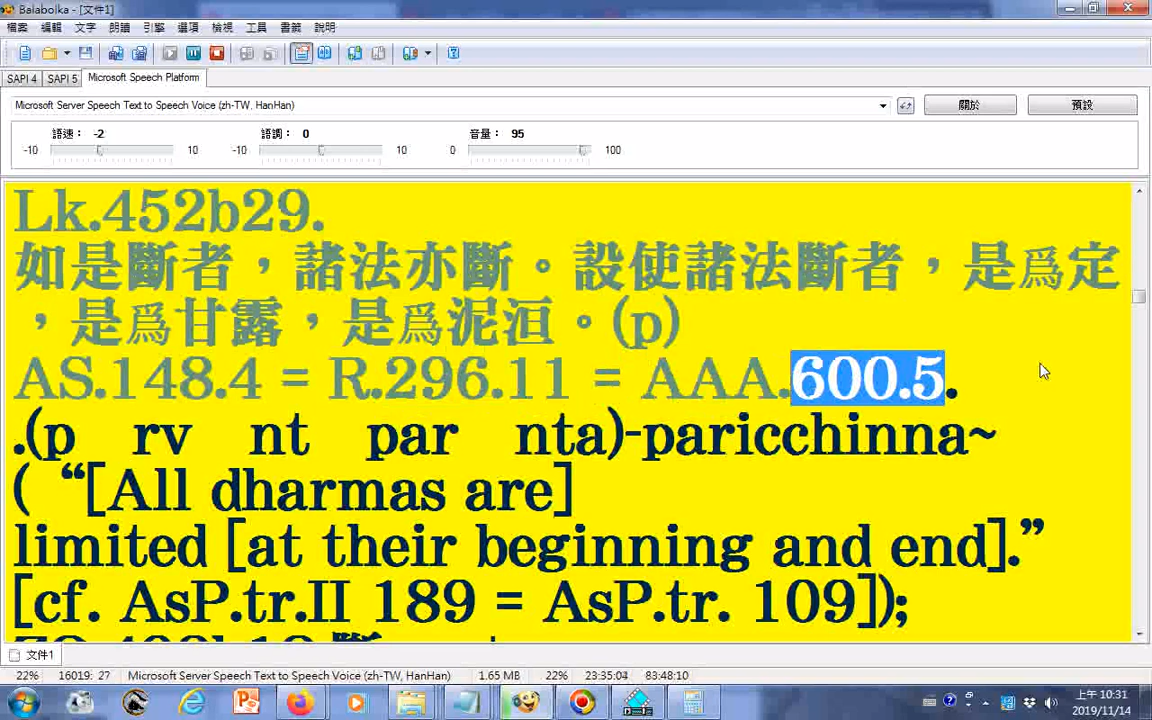 Balabolka - [文件1]
檔案 編輯 文字 朗讀 引擎 選項 檢視 工具 書籤 說明
SAPI 4 SAPI 5 Microsoft Speech Platform
Microsoft Server Speech Text to Speech Voice (zh-TW, HanHan) 關於 預設
語速： -2 語調： 0 音量： 95
-10 10 -10 10 0 100
Lk.452b29.
如是斷者，諸法亦斷。設使諸法斷者，是爲定
，是爲甘露，是爲泥洹。(p)
AS.148.4 = R.296.11 = AAA.600.5.
.(p rv nt par nta)-paricchinna~
( “[All dharmas are]
limited [at their beginning and end].”
[cf. AsP.tr.II 189 = AsP.tr. 109]);
文件1
22% 16019: 27 Microsoft Server Speech Text to Speech Voice (zh-TW, HanHan) 1.65 MB 22% 23:35:04 83:48:10
上午 10:31
2019/11/14